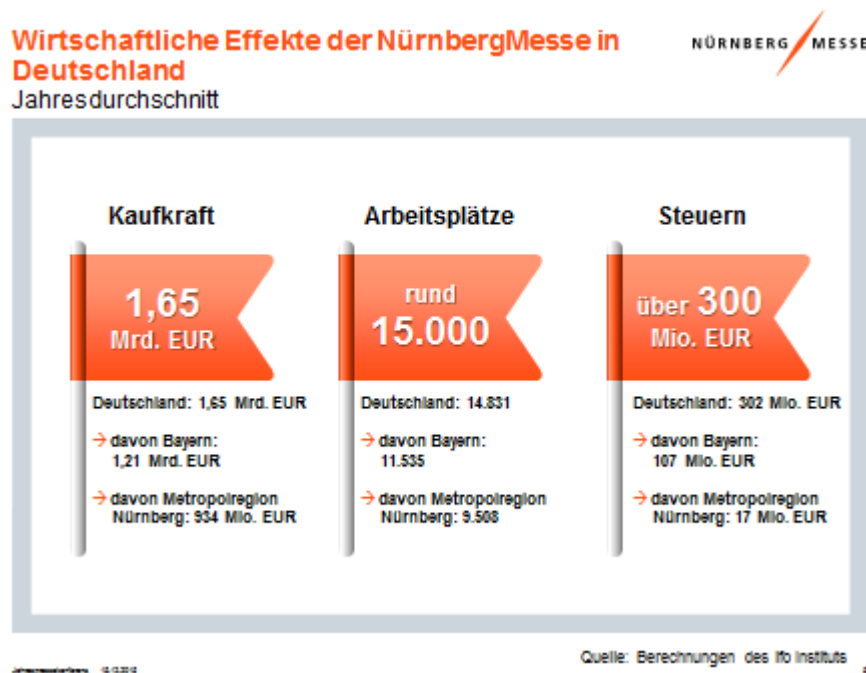 Wirtschaftliche Effekte der NürnbergMesse in
Deutschland
Jahresdurchschnitt
NÜRNBERG MESSE
Kaufkraft
1,65
Mrd. EUR
Deutschland: 1,65 Mrd. EUR
→ davon Bayern:
1,21 Mrd. EUR
→ davon Metropolregion
Nürnberg: 934 Mio. EUR
Arbeitsplätze
rund
15.000
Deutschland: 14.831
→ davon Bayern:
11.535
→ davon Metropolregion
Nürnberg: 9.508
Steuern
über 300
Mio. EUR
Deutschland: 302 Mio. EUR
→ davon Bayern:
107 Mio. EUR
→ davon Metropolregion
Nürnberg: 17 Mio. EUR
Quelle: Berechnungen des ifo Instituts